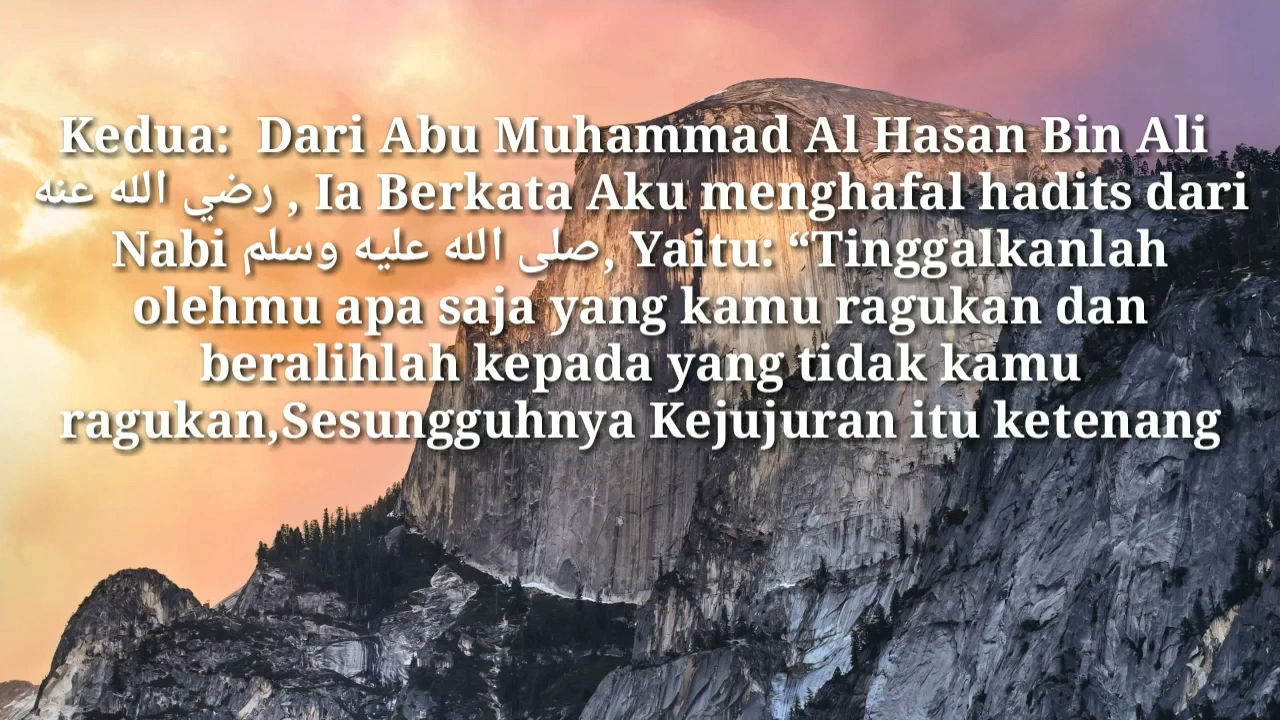 Kedua:  Dari Abu Muhammad Al Hasan Bin Ali
رضي الله عنه , Ia Berkata Aku menghafal hadits dari
Nabi صلى الله عليه وسلم, Yaitu: “Tinggalkanlah
olehmu apa saja yang kamu ragukan dan
beralihlah kepada yang tidak kamu
ragukan,Sesungguhnya Kejujuran itu ketenang